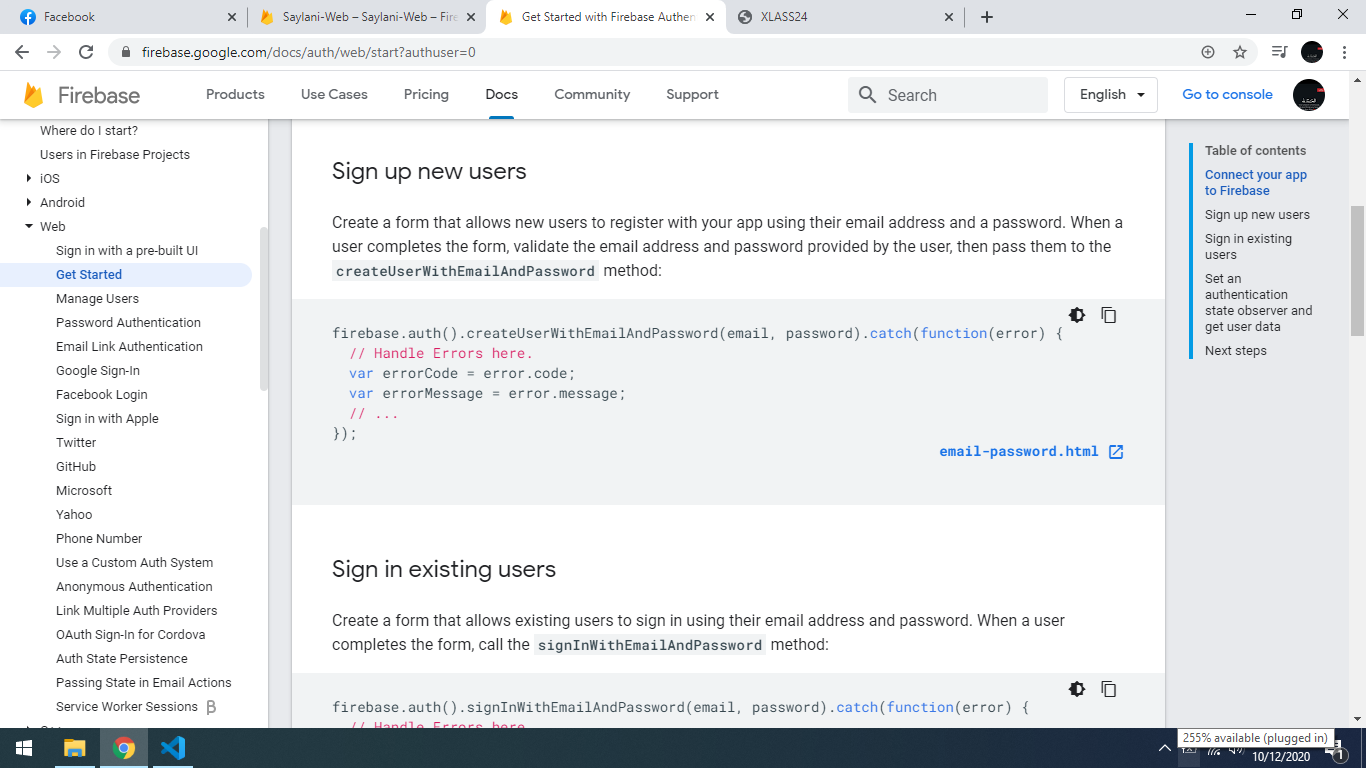 Facebook
Saylani-Web – Saylani-Web – Fire
Get Started with Firebase Authen
XLASS24
firebase.google.com/docs/auth/web/start?authuser=0
Firebase
Products
Use Cases
Pricing
Docs
Community
Support
Search
English
Go to console
Where do I start?
Users in Firebase Projects
iOS
Android
Web
Sign in with a pre-built UI
Get Started
Manage Users
Password Authentication
Email Link Authentication
Google Sign-In
Facebook Login
Sign in with Apple
Twitter
GitHub
Microsoft
Yahoo
Phone Number
Use a Custom Auth System
Anonymous Authentication
Link Multiple Auth Providers
OAuth Sign-In for Cordova
Auth State Persistence
Passing State in Email Actions
Service Worker Sessions β
Sign up new users
Create a form that allows new users to register with your app using their email address and a password. When a
user completes the form, validate the email address and password provided by the user, then pass them to the
createUserWithEmailAndPassword method:
firebase.auth().createUserWithEmailAndPassword(email, password).catch(function(error) {
// Handle Errors here.
var errorCode = error.code;
var errorMessage = error.message;
// ...
});
email-password.html
Sign in existing users
Create a form that allows existing users to sign in using their email address and password. When a user
completes the form, call the signInWithEmailAndPassword method:
firebase.auth().signInWithEmailAndPassword(email, password).catch(function(error) {
// Handle Errors here.
Table of contents
Connect your app
to Firebase
Sign up new users
Sign in existing
users
Set an
authentication
state observer and
get user data
Next steps
255% available (plugged in)
10/12/2020
1